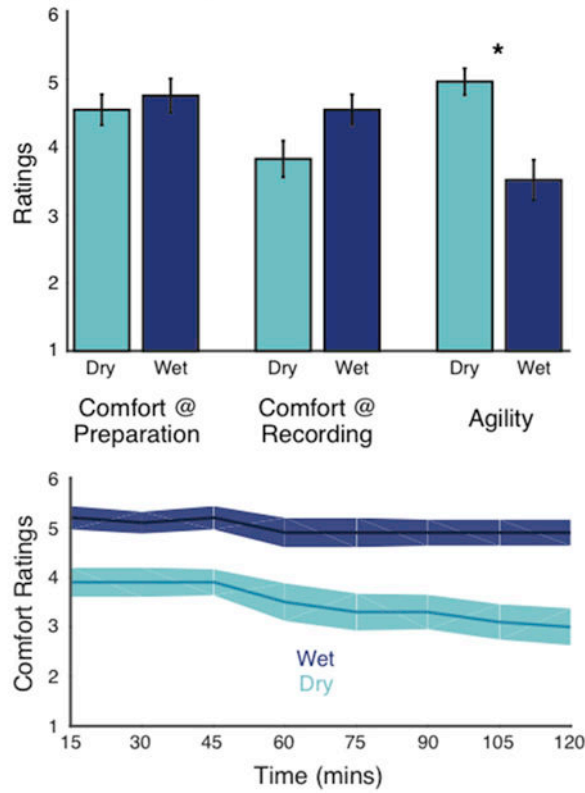 6
5
4
3
2
1
Ratings
*
Dry Wet Dry Wet Dry Wet
Comfort @ Preparation
Comfort @ Recording
Agility
6
5
4
3
2
1
Comfort Ratings
Wet
Dry
15 30 45 60 75 90 105 120
Time (mins)